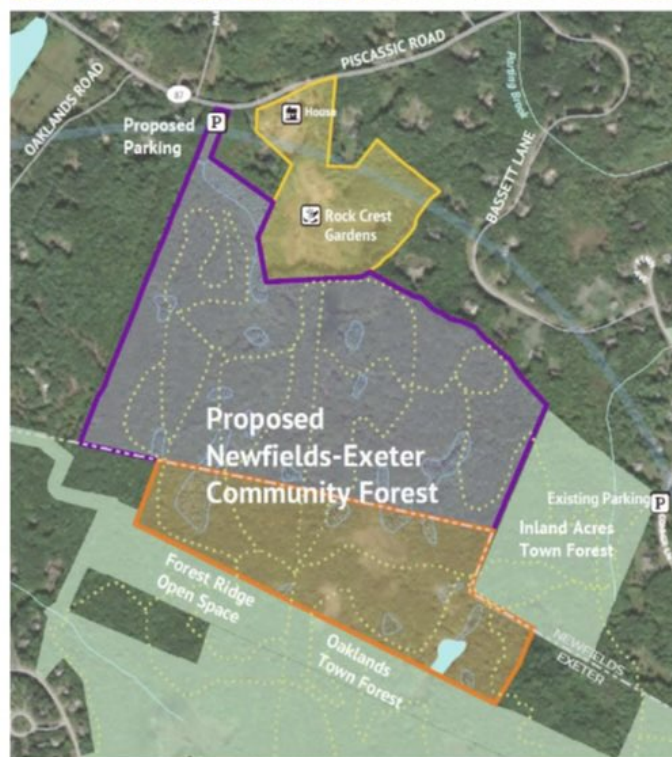 PISCASSIC ROAD
OAKLANDS ROAD
87
P
Proposed
Parking
House
BASSETT LANE
Rock Crest
Gardens
Proposed
Newfields-Exeter
Community Forest
Existing Parking
P
Inland Acres
Town Forest
Forest Ridge
Open Space
Oaklands
Town Forest
NEWFIELDS
EXETER